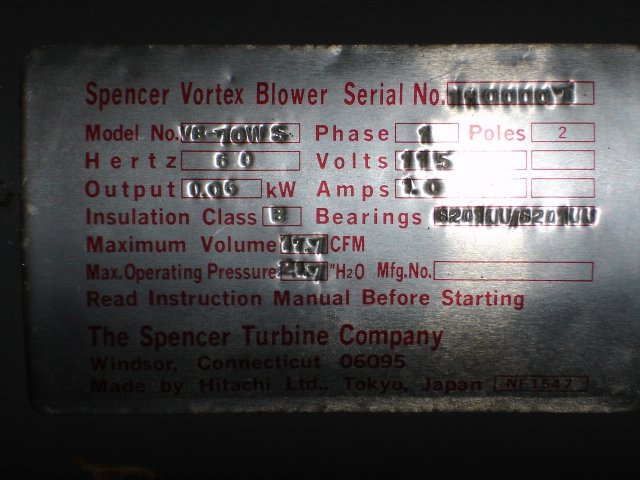 Spencer Vortex Blower Serial No.
Model No. VB-70WS Phase 1 Poles 2
Hertz 60 Volts 115
Output 0.06 kW Amps 1.0
Insulation Class B Bearings
Maximum Volume CFM
Max. Operating Pressure "H2O Mfg.No.
Read Instruction Manual Before Starting
The Spencer Turbine Company
Windsor, Connecticut 06095
Made by Hitachi Ltd., Tokyo, Japan NE1547